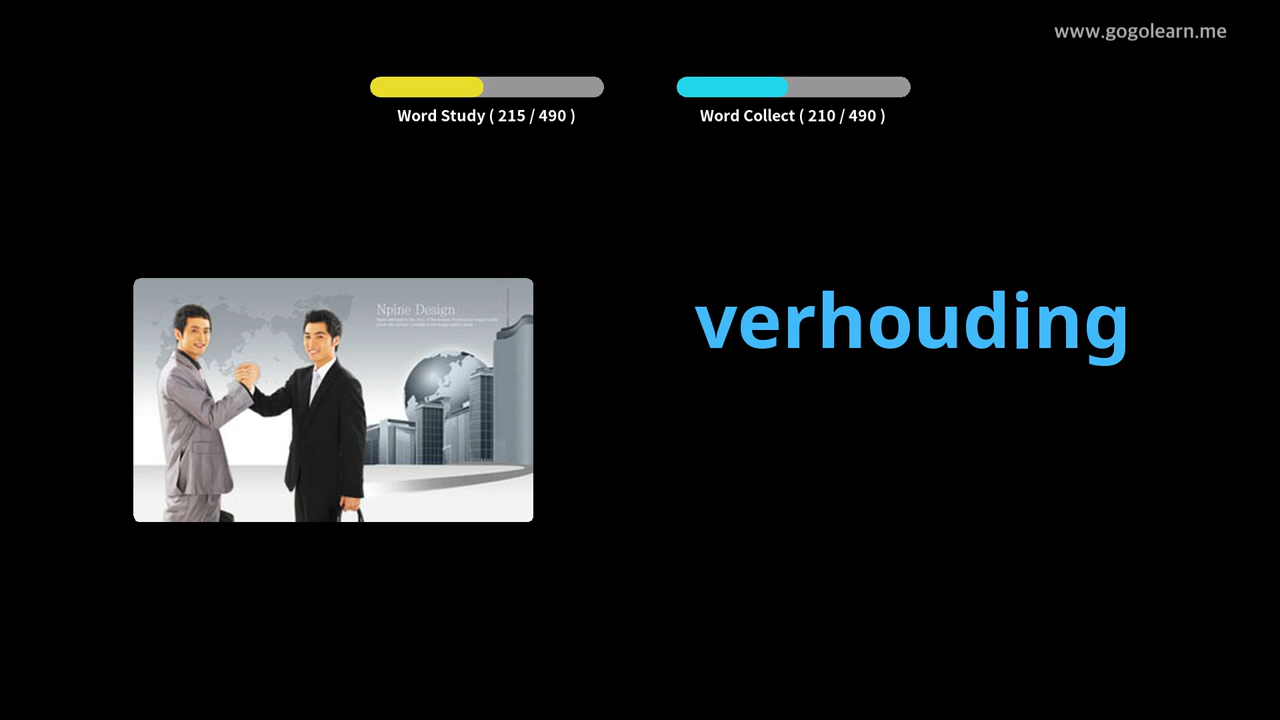 www.gogolearn.me
Word Study ( 215 / 490 )
Word Collect ( 210 / 490 )
Npine Design
verhouding